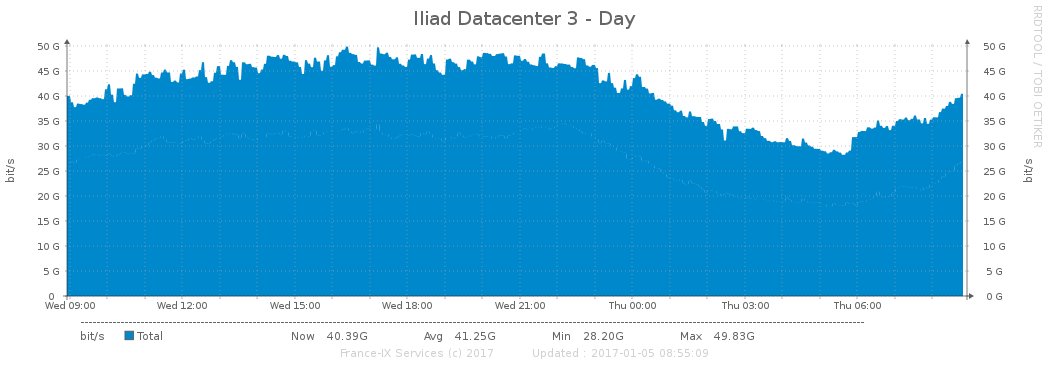 Iliad Datacenter 3 - Day
RRDTOOL / TOBI OETIKER
bit/s
50 G 50 G
45 G 45 G
40 G 40 G
35 G 35 G
30 G 30 G
25 G 25 G
20 G 20 G
15 G 15 G
10 G 10 G
5 G 5 G
0 0 G
bit/s
Wed 09:00 Wed 12:00 Wed 15:00 Wed 18:00 Wed 21:00 Thu 00:00 Thu 03:00 Thu 06:00
bit/s Total Now 40.39G Avg 41.25G Min 28.20G Max 49.83G
France-IX Services (c) 2017 Updated : 2017-01-05 08:55:09